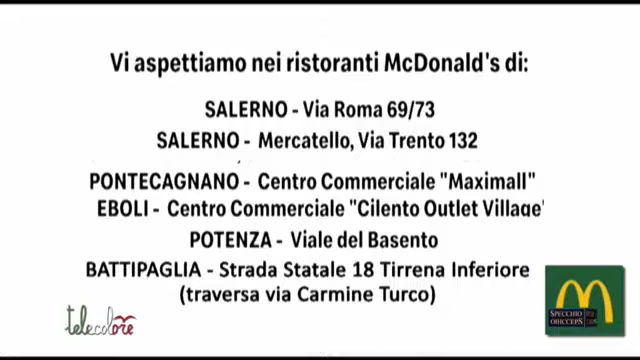 Vi aspettiamo nei ristoranti McDonald's di:
SALERNO - Via Roma 69/73
SALERNO - Mercatello, Via Trento 132
PONTECAGNANO - Centro Commerciale "Maximall"
EBOLI - Centro Commerciale "Cilento Outlet Village"
POTENZA - Viale del Basento
BATTIPAGLIA - Strada Statale 18 Tirrena Inferiore
(traversa via Carmine Turco)
telecolore
SPECCHIO